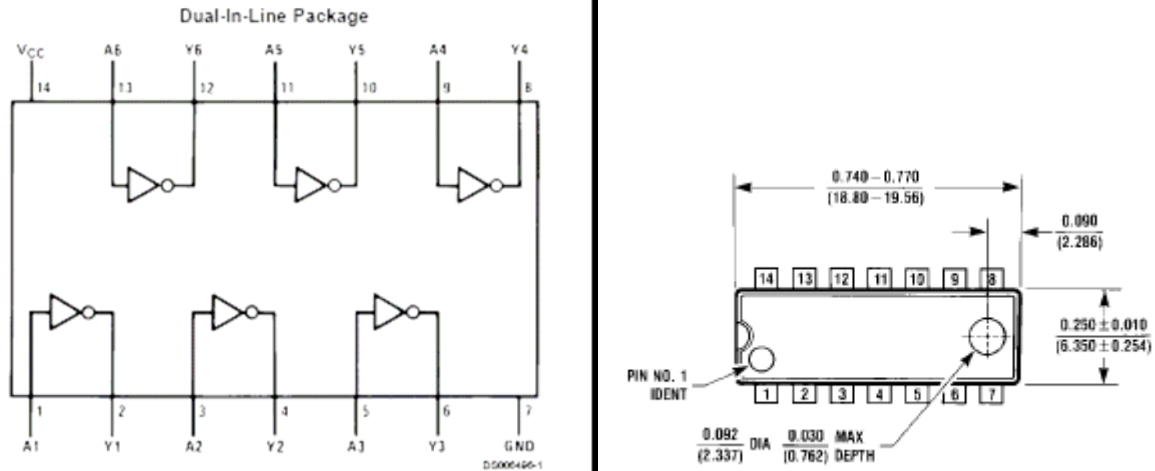 Dual-In-Line Package
VCC A6 Y6 A5 Y5 A4 Y4
14 13 12 11 10 9 8
1 2 3 4 5 6 7
A1 Y1 A2 Y2 A3 Y3 GND
DS006496-1
0.740 – 0.770
(18.80 – 19.56)
0.090
(2.286)
14 13 12 11 10 9 8
0.250 ± 0.010
(6.350 ± 0.254)
PIN NO. 1
IDENT
1 2 3 4 5 6 7
0.092 DIA 0.030 MAX
(2.337) (0.762) DEPTH